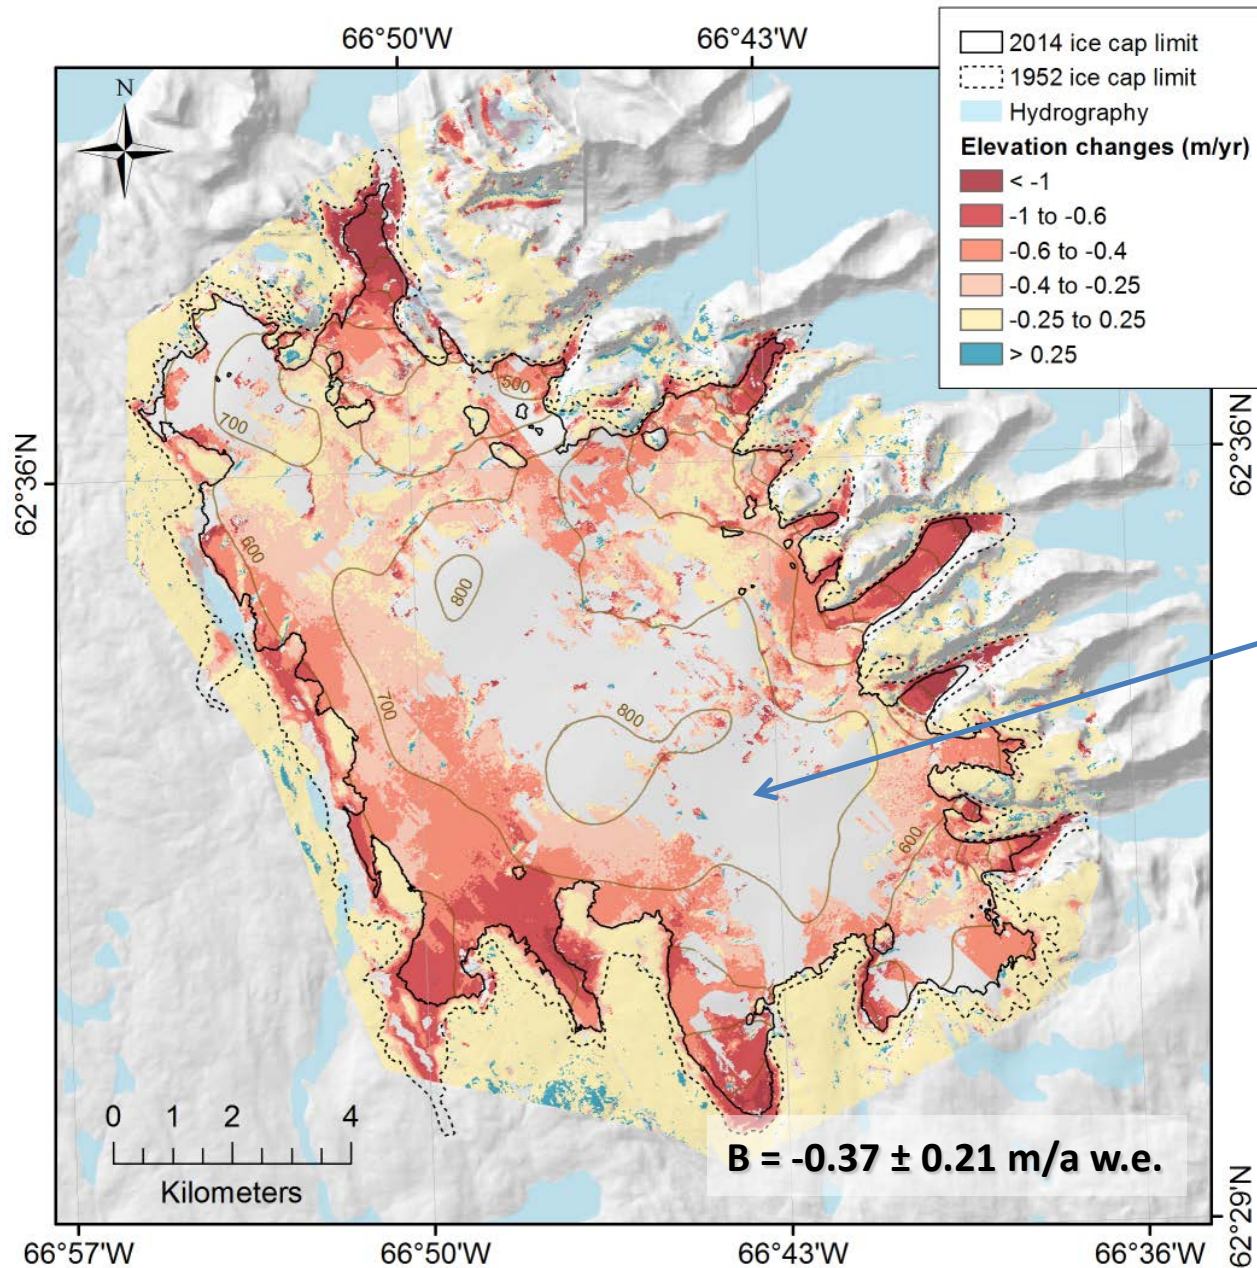 66°50'W
66°43'W
N
2014 ice cap limit
1952 ice cap limit
Hydrography
Elevation changes (m/yr)
< -1
-1 to -0.6
-0.6 to -0.4
-0.4 to -0.25
-0.25 to 0.25
> 0.25
500
700
62°36'N
62°36'N
600
800
700
800
600
0 1 2 4
Kilometers
B = -0.37 ± 0.21 m/a w.e.
62°29'N
66°57'W
66°50'W
66°43'W
66°36'W